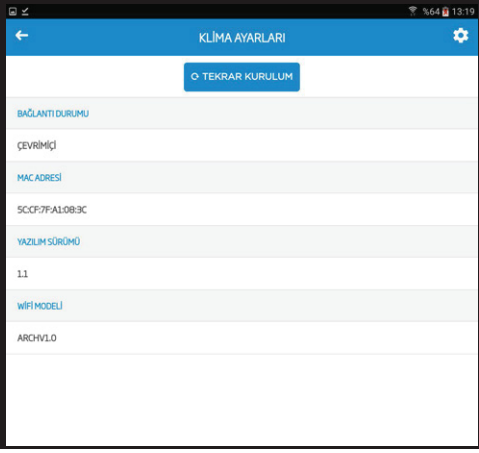 %64 13:19
KLİMA AYARLARI
TEKRAR KURULUM
BAĞLANTI DURUMU
ÇEVRİMİÇİ
MAC ADRESİ
5C:CF:7F:A1:0B:3C
YAZILIM SÜRÜMÜ
1.1
WİFİ MODELİ
ARCHV1.0